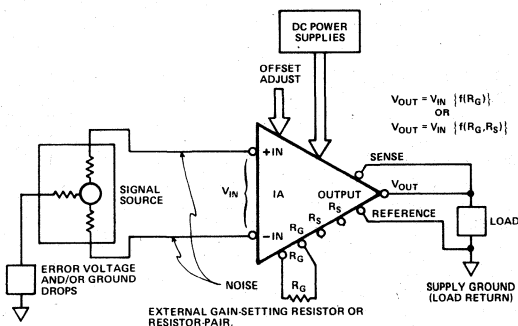 DC POWER
SUPPLIES
OFFSET
ADJUST
V_OUT = V_IN {f(R_G)}
OR
V_OUT = V_IN {f(R_G,R_S)}
SENSE
+IN
SIGNAL
SOURCE
V_IN
IA
OUTPUT
V_OUT
R_S
R_S
REFERENCE
LOAD
-IN
R_G
R_G
ERROR VOLTAGE
AND/OR GROUND
DROPS
NOISE
R_G
SUPPLY GROUND
(LOAD RETURN)
EXTERNAL GAIN-SETTING RESISTOR OR
RESISTOR-PAIR.